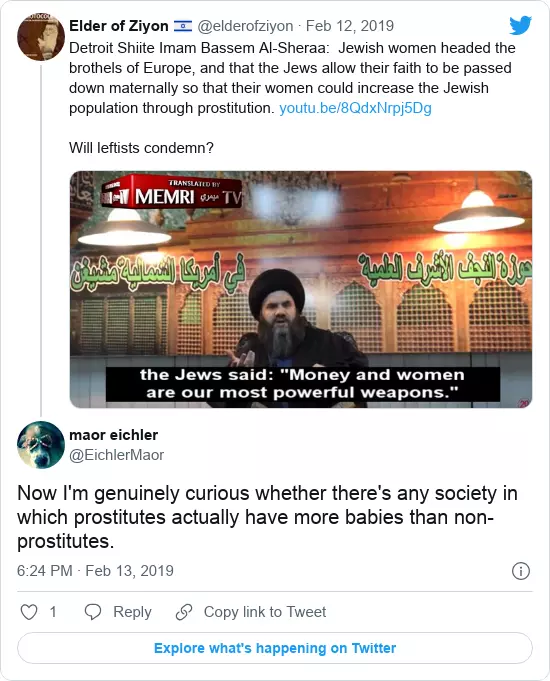 Elder of Ziyon 🇮🇱 @elderofziyon · Feb 12, 2019
Detroit Shiite Imam Bassem Al-Sheraa: Jewish women headed the
brothels of Europe, and that the Jews allow their faith to be passed
down maternally so that their women could increase the Jewish
population through prostitution. youtu.be/8QdxNrpj5Dg
Will leftists condemn?
TRANSLATED BY
MEMRI TV
حوزة النجف الأشرف العلمية
في أمريكا الشمالية مشيغن
the Jews said: "Money and women
are our most powerful weapons."
maor eichler
@EichlerMaor
Now I'm genuinely curious whether there's any society in
which prostitutes actually have more babies than non-
prostitutes.
6:24 PM · Feb 13, 2019
1 Reply Copy link to Tweet
Explore what's happening on Twitter